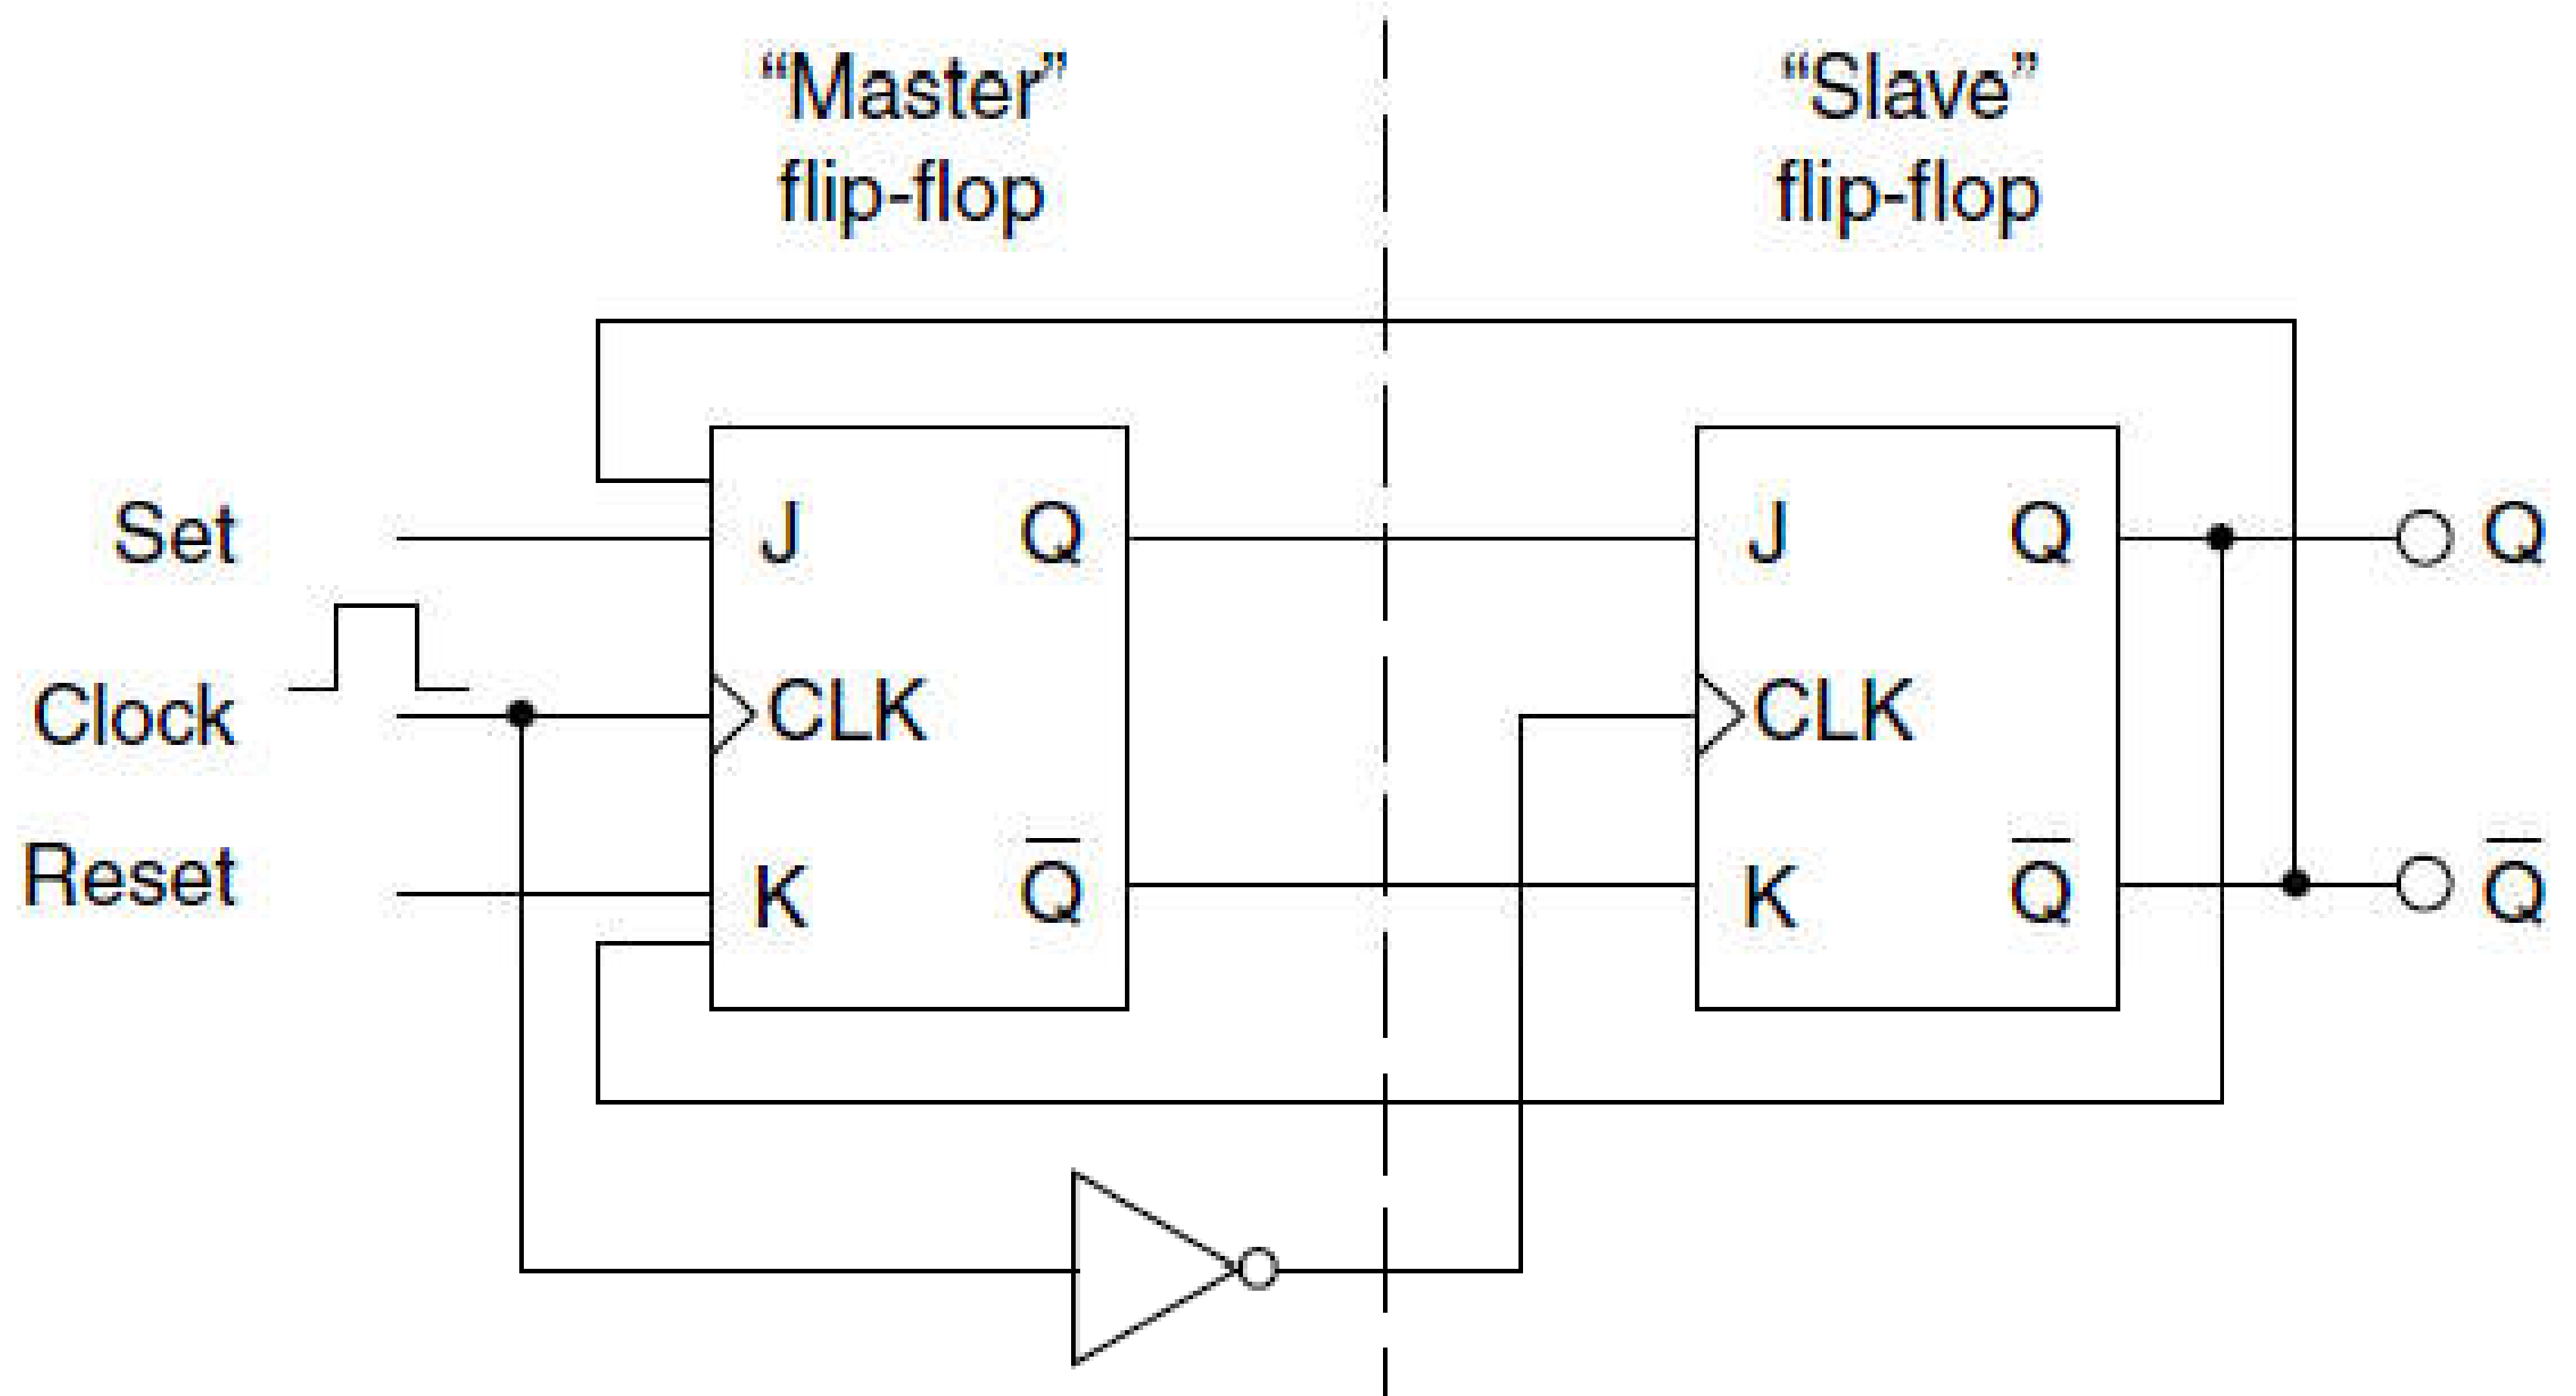 “Master”
flip-flop
“Slave”
flip-flop
Set
J
Q
J
Q
Q
Clock
CLK
CLK
Reset
K
Q̅
K
Q̅
Q̅